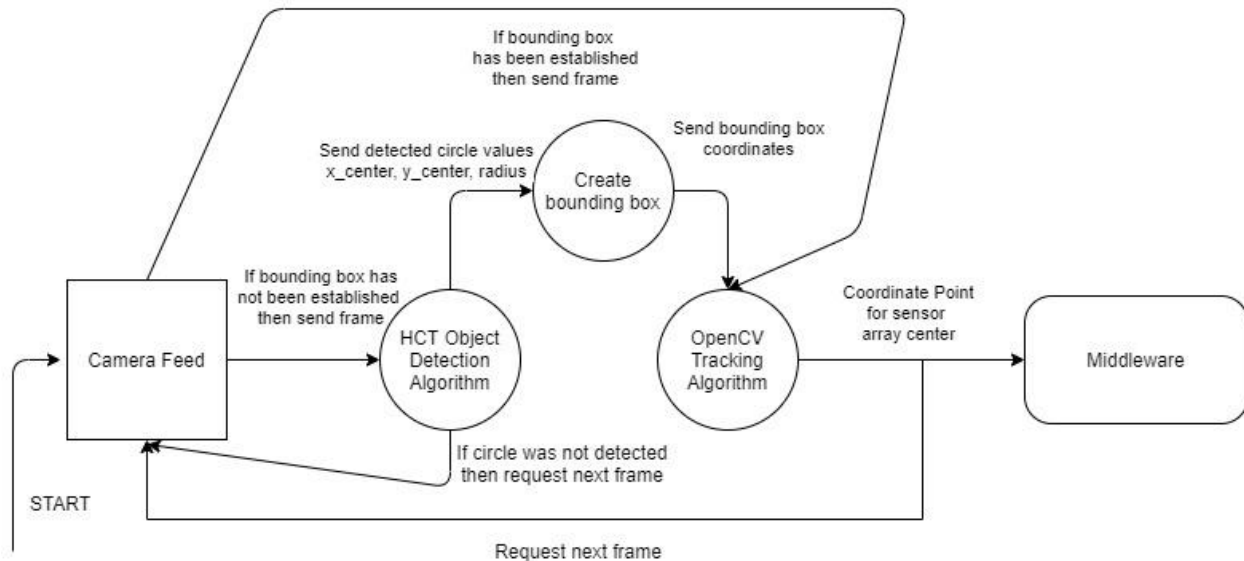 If bounding box
has been established
then send frame
Send detected circle values
x_center, y_center, radius
Create
bounding box
Send bounding box
coordinates
If bounding box has
not been established
then send frame
Camera Feed
HCT Object
Detection
Algorithm
OpenCV
Tracking
Algorithm
Coordinate Point
for sensor
array center
Middleware
If circle was not detected
then request next frame
START
Request next frame